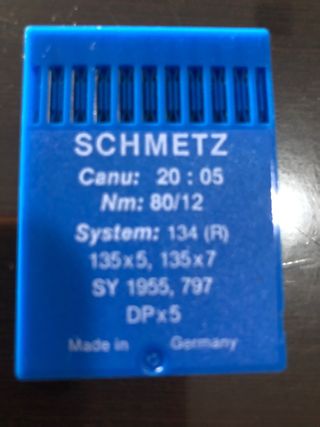 SCHMETZ
Canu: 20 : 05
Nm: 80/12
System: 134 (R)
135x5, 135x7
SY 1955, 797
DPx5
Made in Germany